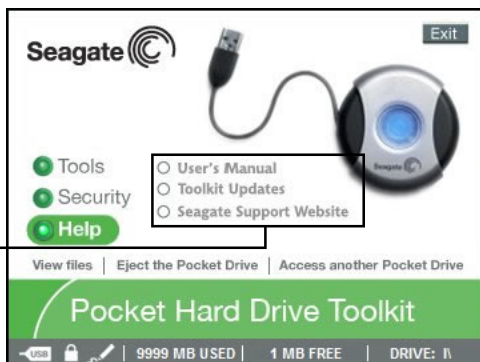 Seagate
Exit
Seagate
Tools
Security
Help
User's Manual
Toolkit Updates
Seagate Support Website
View files | Eject the Pocket Drive | Access another Pocket Drive
Pocket Hard Drive Toolkit
USB | 9999 MB USED | 1 MB FREE | DRIVE: I\